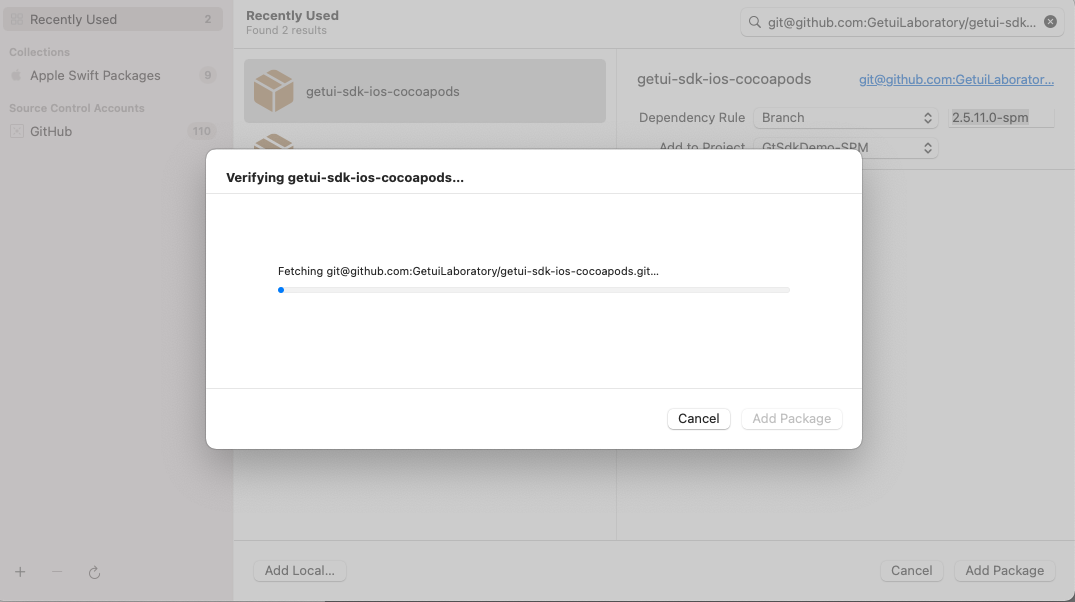 Recently Used 2
Collections
Apple Swift Packages 9
Source Control Accounts
GitHub 110
Recently Used
Found 2 results
git@github.com:GetuiLaboratory/getui-sdk...
getui-sdk-ios-cocoapods
getui-sdk-ios-cocoapods
git@github.com:GetuiLaborator...
Dependency Rule Branch 2.5.11.0-spm
Add to Project GtSdkDemo-SPM
Verifying getui-sdk-ios-cocoapods...
Fetching git@github.com:GetuiLaboratory/getui-sdk-ios-cocoapods.git...
Cancel Add Package
Add Local... Cancel Add Package